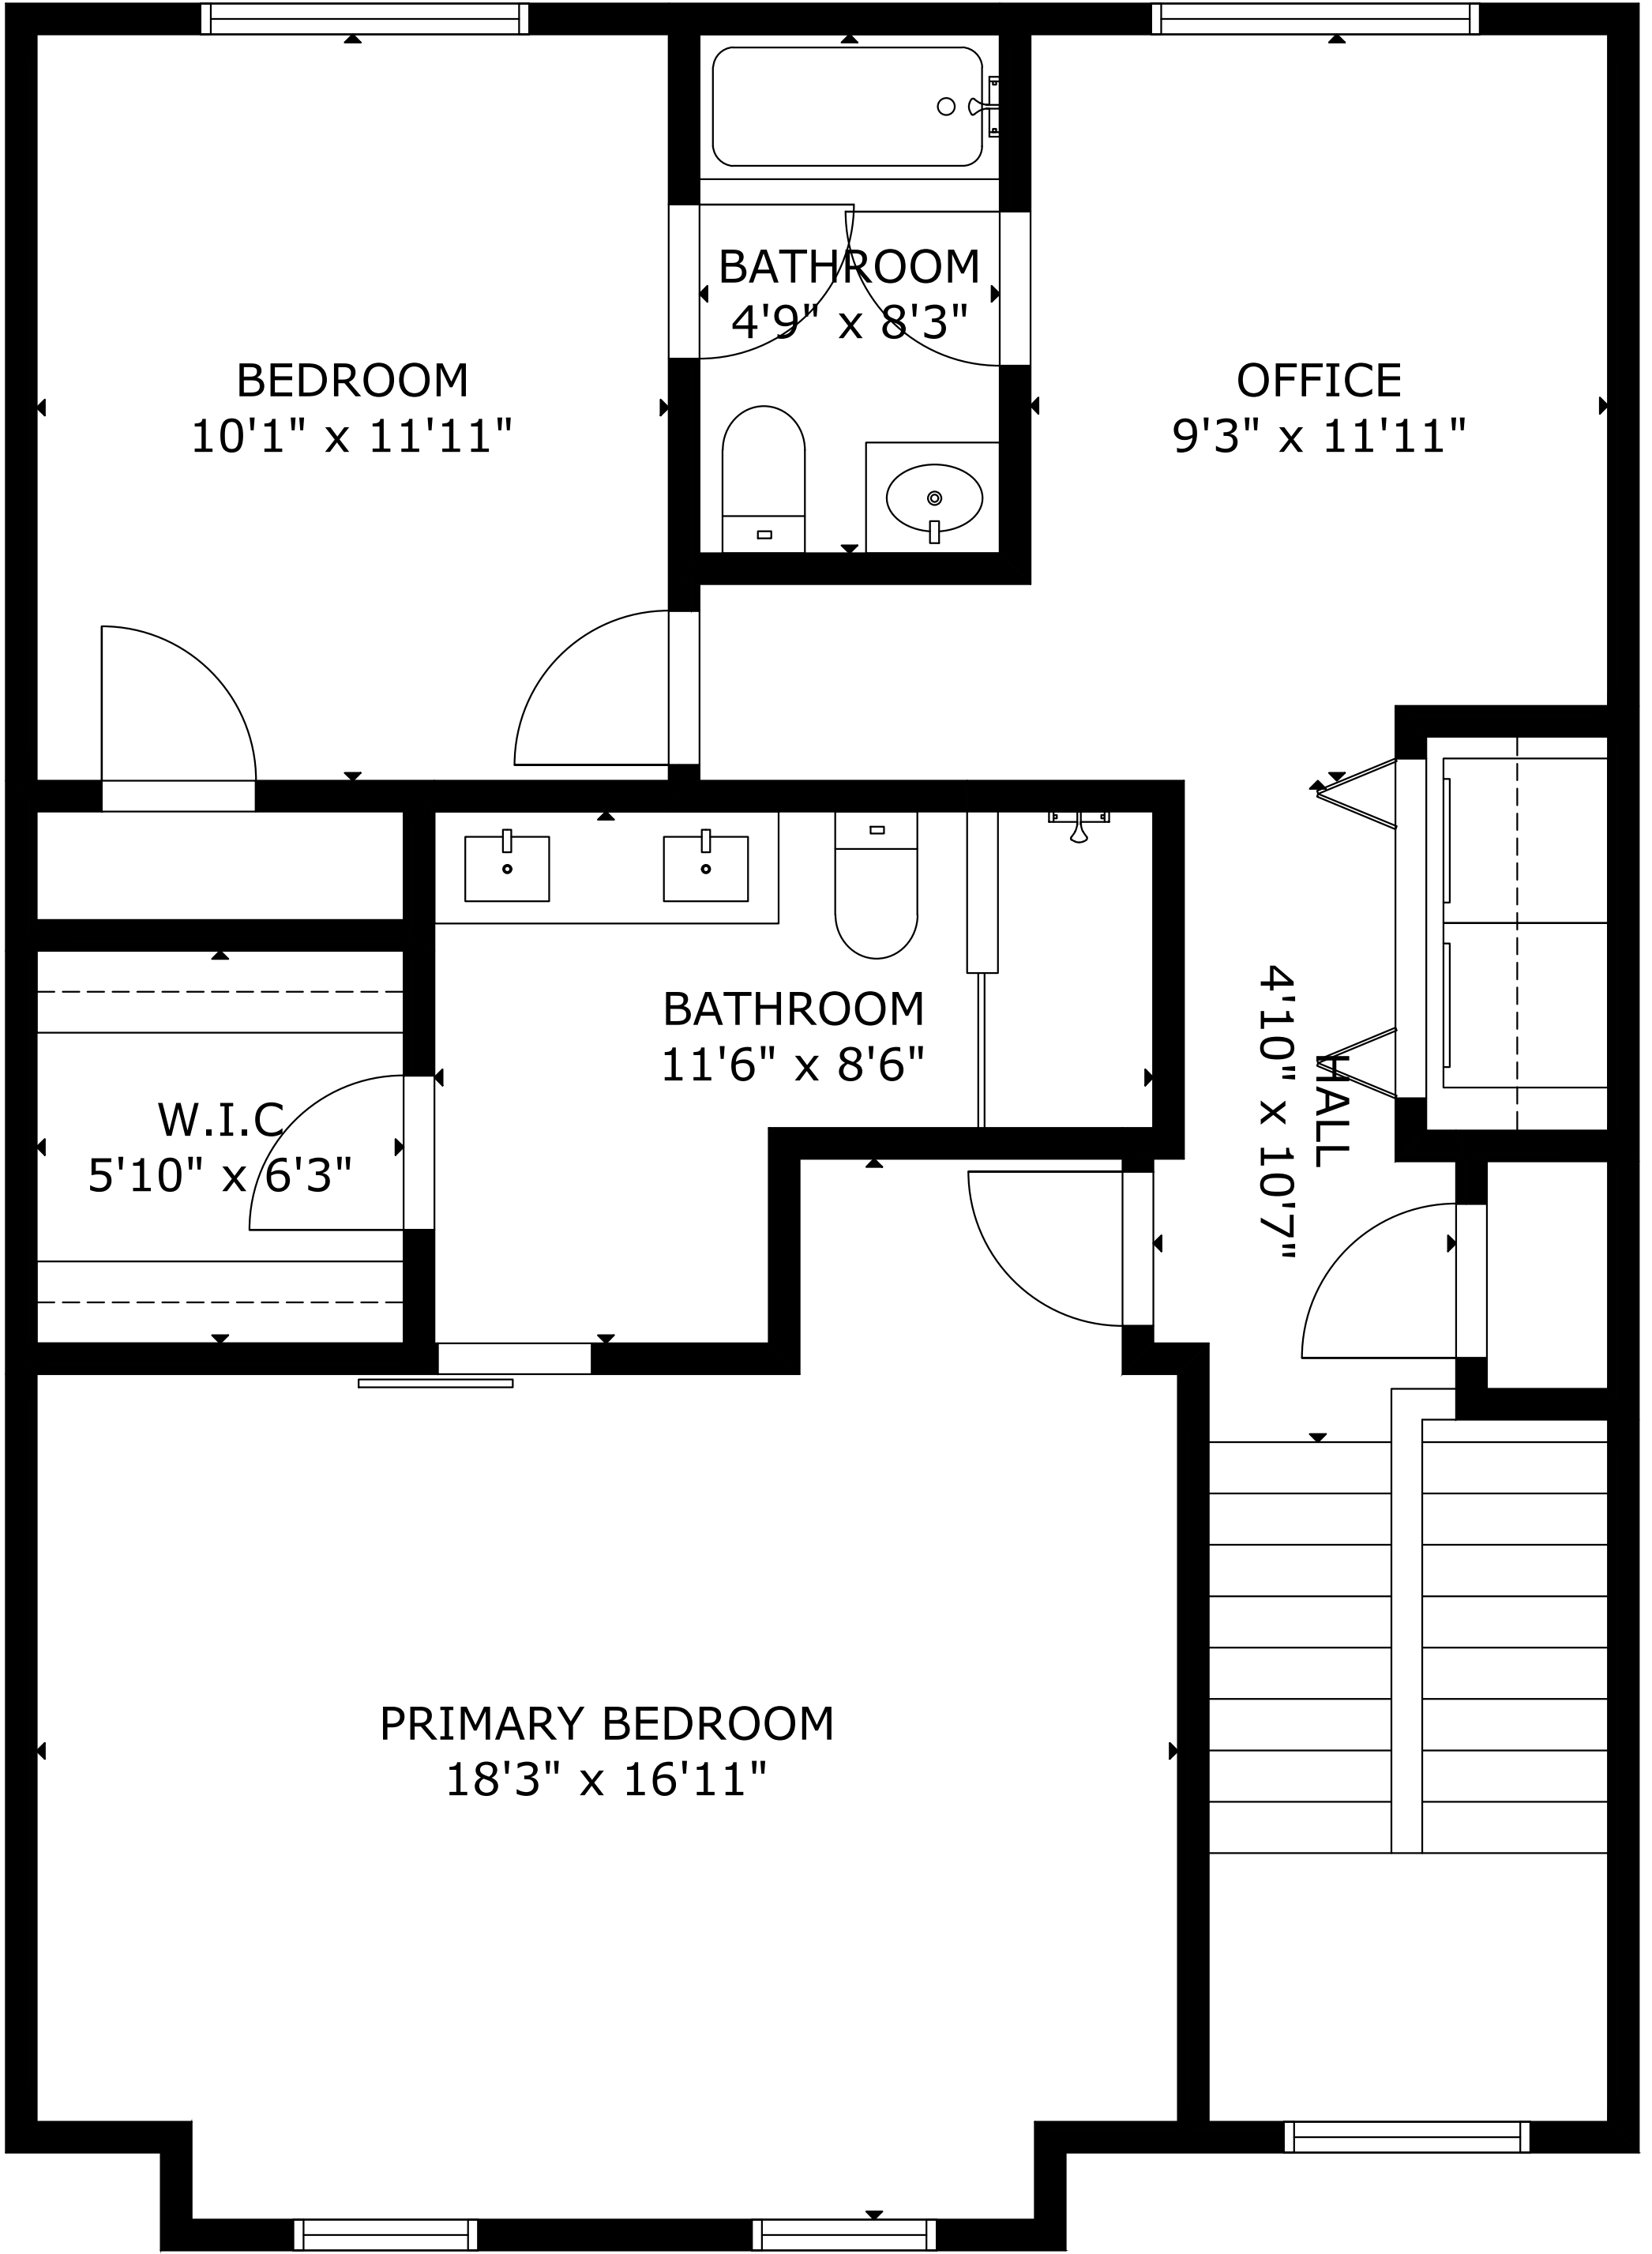 BATHROOM
4'9" x 8'3"
BEDROOM
10'1" x 11'11"
OFFICE
9'3" x 11'11"
BATHROOM
11'6" x 8'6"
HALL
4'10" x 10'7"
W.I.C
5'10" x 6'3"
PRIMARY BEDROOM
18'3" x 16'11"